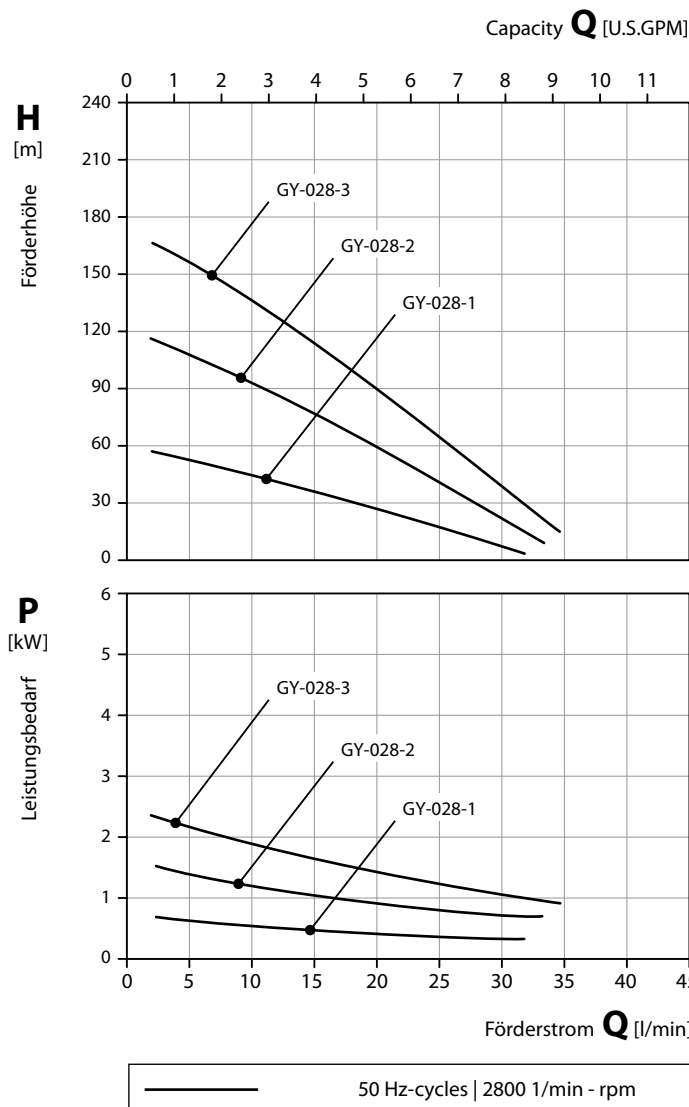 Capacity Q [U.S.GPM]
0 1 2 3 4 5 6 7 8 9 10 11
H
[m]
Förderhöhe
240
210
180
150
120
90
60
30
0
GY-028-3
GY-028-2
GY-028-1
P
[kW]
Leistungsbedarf
6
5
4
3
2
1
0
GY-028-3
GY-028-2
GY-028-1
0 5 10 15 20 25 30 35 40 45
Förderstrom Q [l/min]
50 Hz-cycles | 2800 1/min - rpm